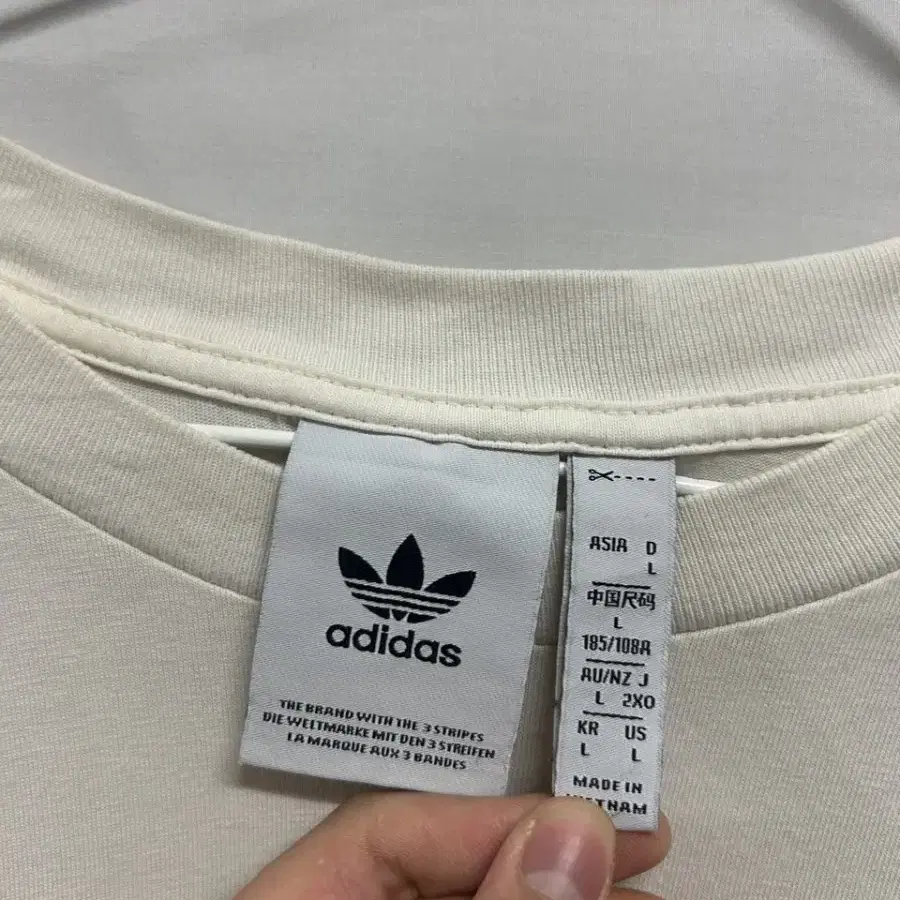 adidas
THE BRAND WITH THE 3 STRIPES
DIE WELTMARKE MIT DEN 3 STREIFEN
LA MARQUE AUX 3 BANDES
ASIA D
L
中国尺码
L
185/108A
AU/NZ J
L 2XO
KR US
L L
MADE IN